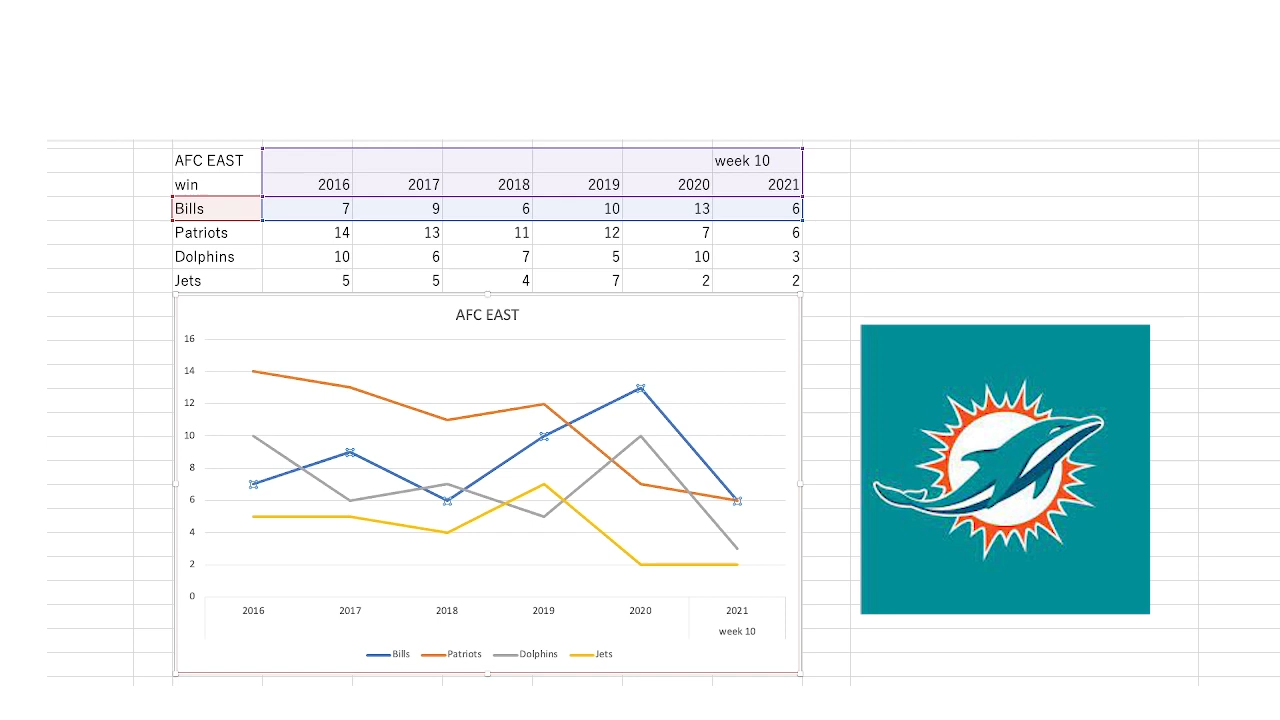 AFC EAST week 10
win 2016 2017 2018 2019 2020 2021
Bills 7 9 6 10 13 6
Patriots 14 13 11 12 7 6
Dolphins 10 6 7 5 10 3
Jets 5 5 4 7 2 2
AFC EAST
16
14
12
10
8
6
4
2
0
2016 2017 2018 2019 2020 2021
week 10
Bills Patriots Dolphins Jets